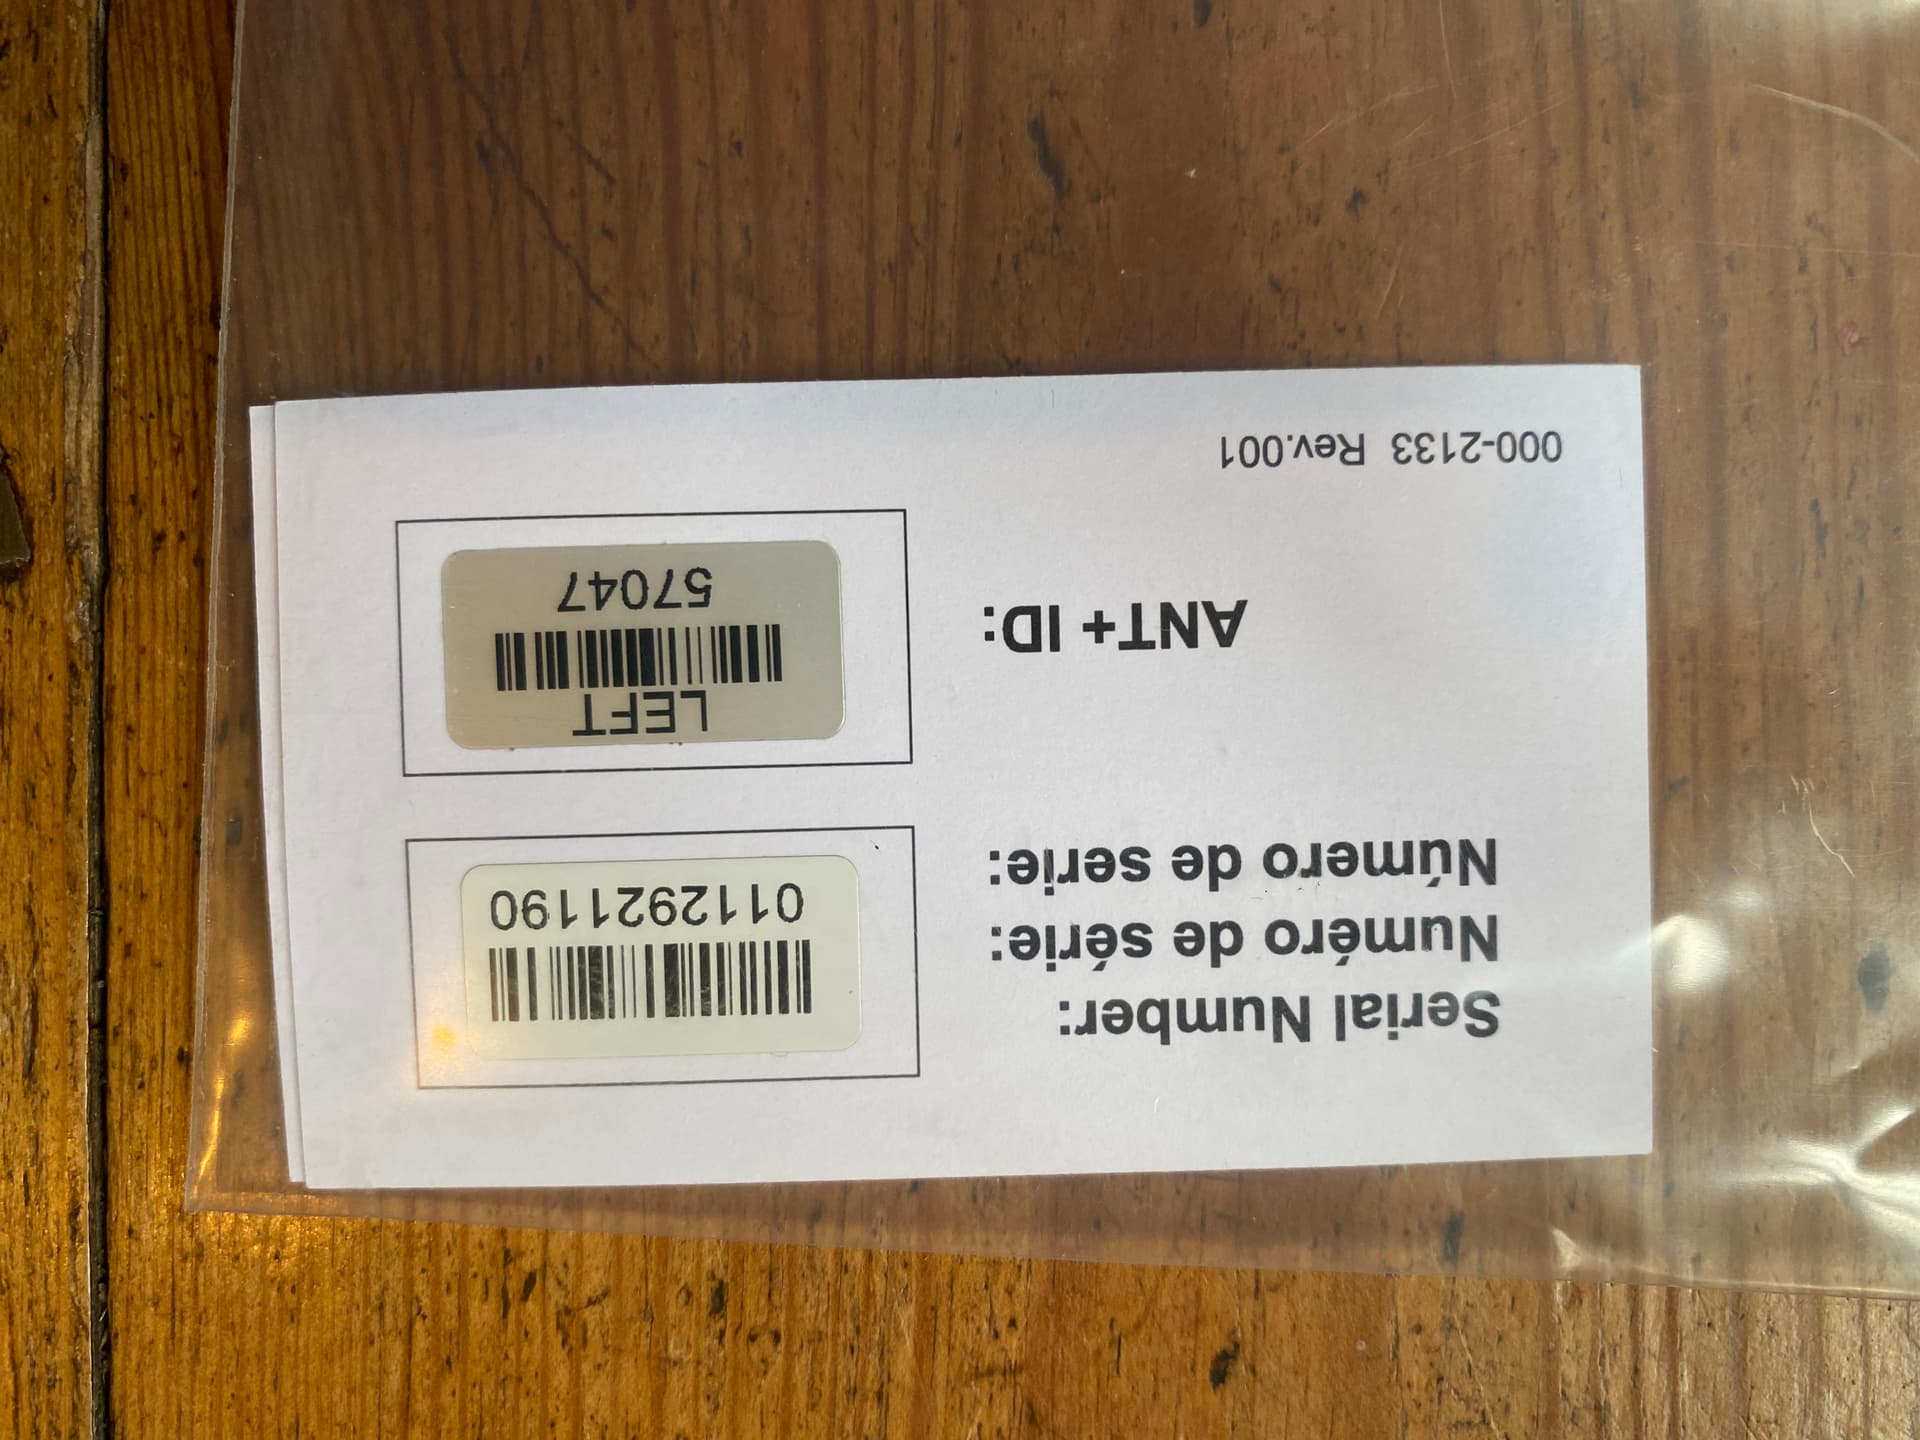 Serial Number:
Numéro de série:
Número de serie:
0112921190
ANT+ ID:
LEFT
57047
000-2133 Rev.001